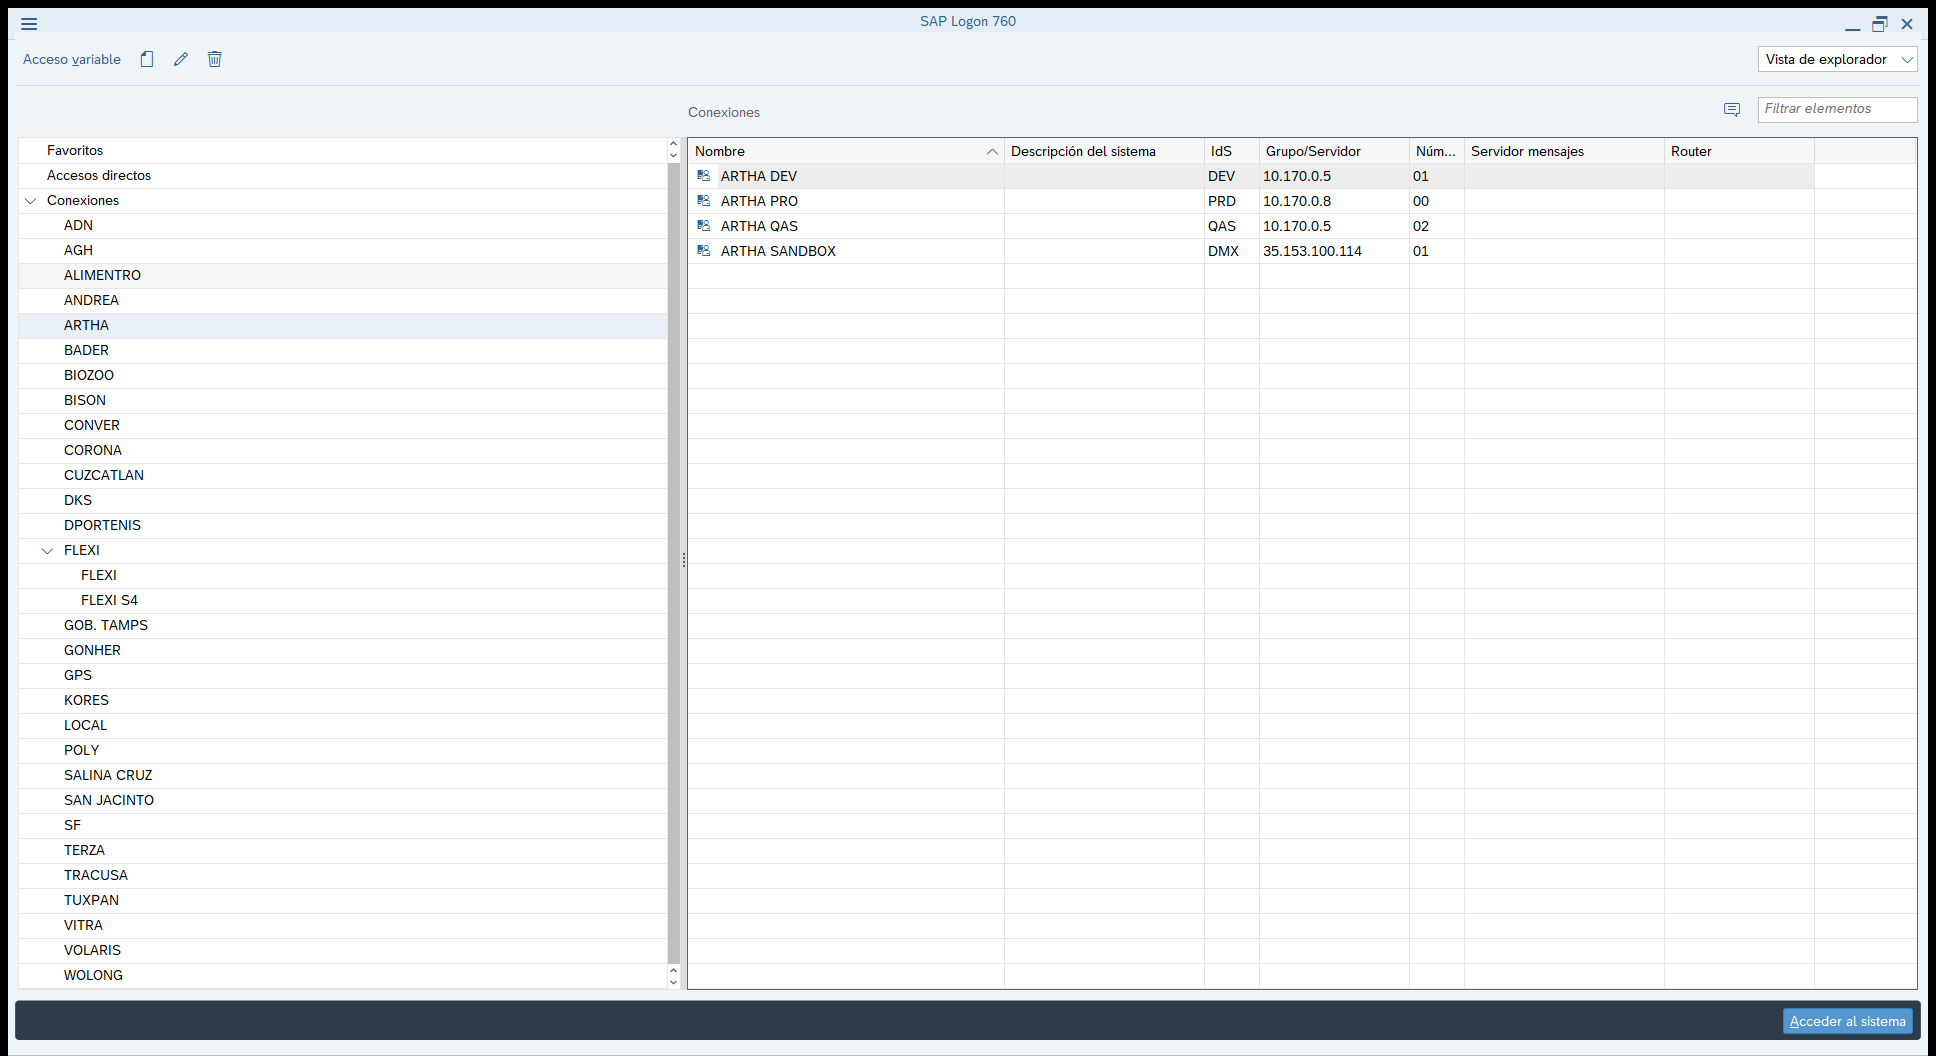 SAP Logon 760
Acceso variable
Vista de explorador
Conexiones
Filtrar elementos
Favoritos
Accesos directos
Conexiones
ADN
AGH
ALIMENTRO
ANDREA
ARTHA
BADER
BIOZOO
BISON
CONVER
CORONA
CUZCATLAN
DKS
DPORTENIS
FLEXI
FLEXI
FLEXI S4
GOB. TAMPS
GONHER
GPS
KORES
LOCAL
POLY
SALINA CRUZ
SAN JACINTO
SF
TERZA
TRACUSA
TUXPAN
VITRA
VOLARIS
WOLONG
Nombre Descripción del sistema IdS Grupo/Servidor Núm... Servidor mensajes Router
ARTHA DEV DEV 10.170.0.5 01
ARTHA PRO PRD 10.170.0.8 00
ARTHA QAS QAS 10.170.0.5 02
ARTHA SANDBOX DMX 35.153.100.114 01
Acceder al sistema